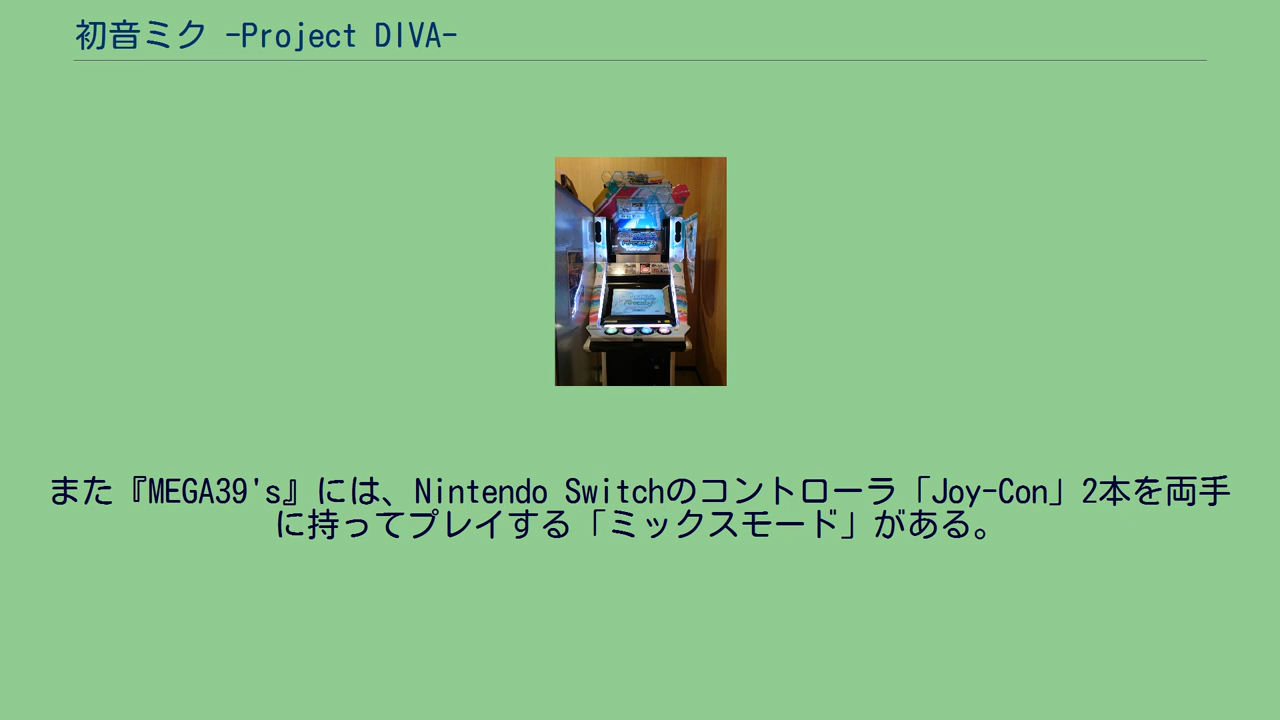 初音ミク -Project DIVA-
また『MEGA39's』には、Nintendo Switchのコントローラ「Joy-Con」2本を両手
に持ってプレイする「ミックスモード」がある。